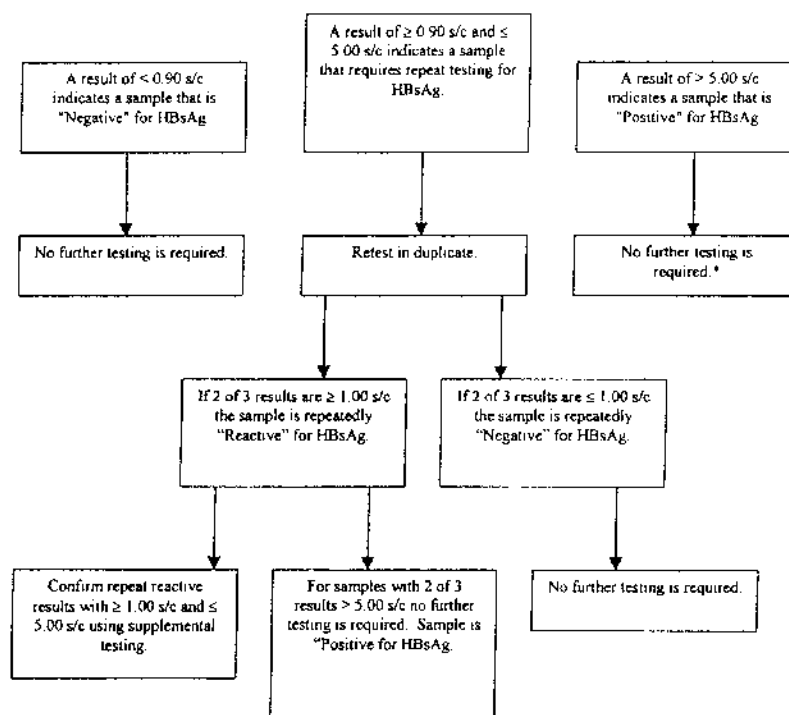 A result of < 0.90 s/c
indicates a sample that is
"Negative" for HBsAg
A result of ≥ 0.90 s/c and ≤
5.00 s/c indicates a sample
that requires repeat testing for
HBsAg.
A result of > 5.00 s/c
indicates a sample that is
"Positive" for HBsAg
No further testing is required.
Retest in duplicate.
No further testing is
required.*
If 2 of 3 results are ≥ 1.00 s/c
the sample is repeatedly
"Reactive" for HBsAg.
If 2 of 3 results are ≤ 1.00 s/c
the sample is repeatedly
"Negative" for HBsAg.
Confirm repeat reactive
results with ≥ 1.00 s/c and ≤
5.00 s/c using supplemental
testing.
For samples with 2 of 3
results > 5.00 s/c no further
testing is required. Sample is
"Positive for HBsAg.
No further testing is required.